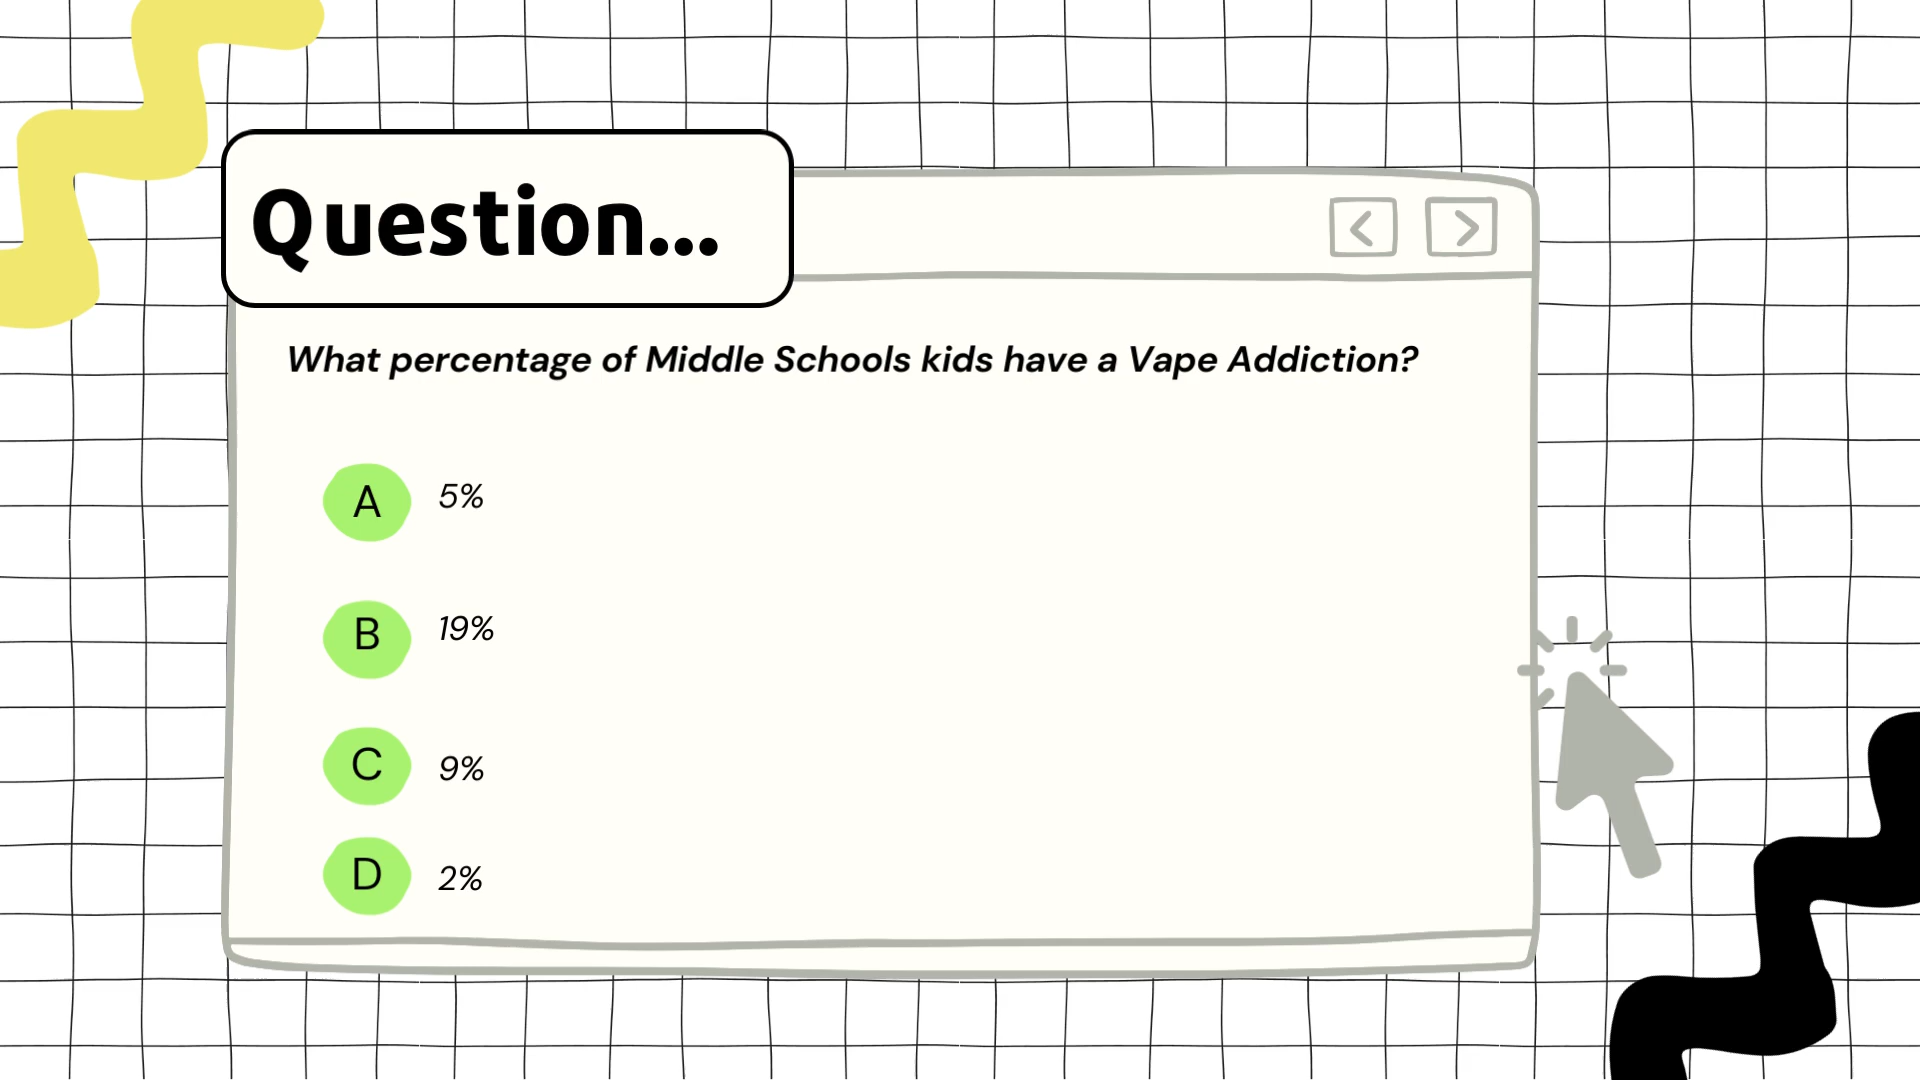 Question...
What percentage of Middle Schools kids have a Vape Addiction?
A 5%
B 19%
C 9%
D 2%